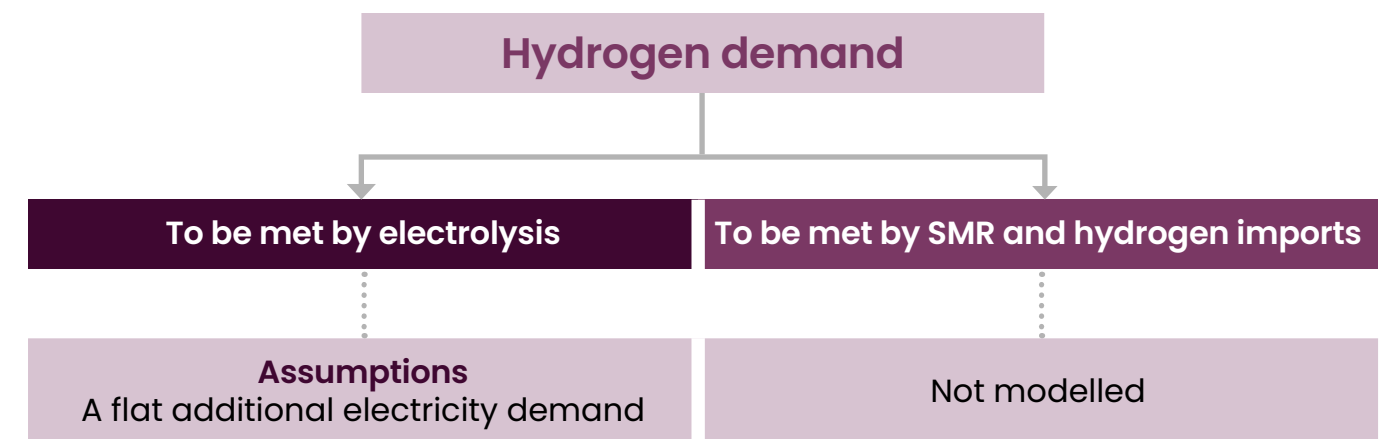 Hydrogen demand
To be met by electrolysis
To be met by SMR and hydrogen imports
Assumptions
A flat additional electricity demand
Not modelled